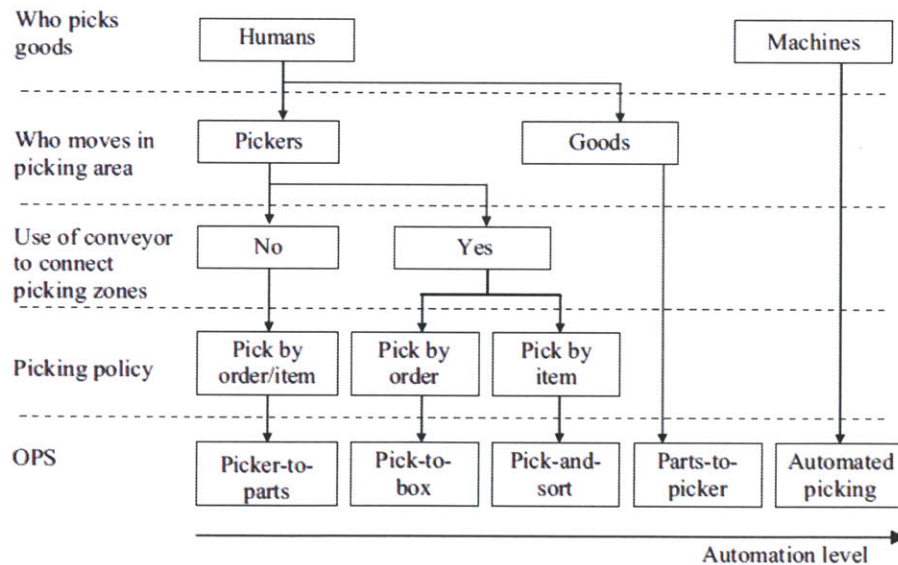 Who picks
goods
Humans
Machines
Who moves in
picking area
Pickers
Goods
Use of conveyor
to connect
picking zones
No
Yes
Picking policy
Pick by
order/item
Pick by
order
Pick by
item
OPS
Picker-to-
parts
Pick-to-
box
Pick-and-
sort
Parts-to-
picker
Automated
picking
Automation level